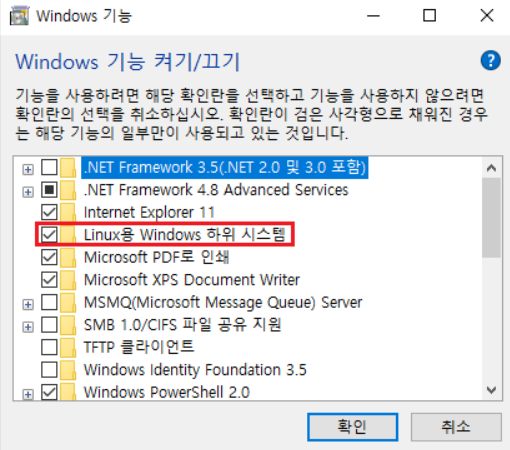 Windows 기능
Windows 기능 켜기/끄기
?
기능을 사용하려면 해당 확인란을 선택하고 기능을 사용하지 않으려면
확인란의 선택을 취소하십시오. 확인란이 검은 사각형으로 채워진 경우
는 해당 기능의 일부만이 사용되고 있는 것입니다.
.NET Framework 3.5(.NET 2.0 및 3.0 포함)
.NET Framework 4.8 Advanced Services
Internet Explorer 11
Linux용 Windows 하위 시스템
Microsoft PDF로 인쇄
Microsoft XPS Document Writer
MSMQ(Microsoft Message Queue) Server
SMB 1.0/CIFS 파일 공유 지원
TFTP 클라이언트
Windows Identity Foundation 3.5
Windows PowerShell 2.0
확인
취소